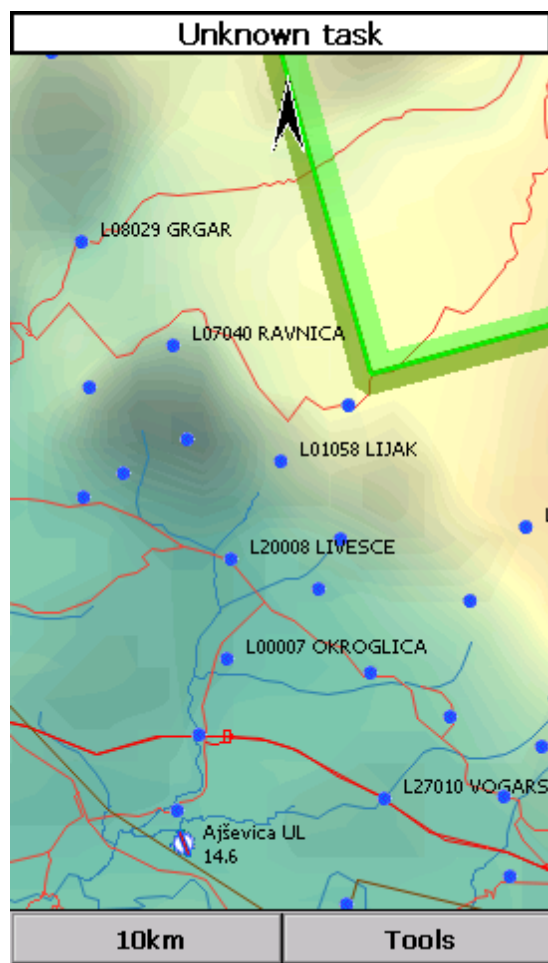 Unknown task
L08029 GRGAR
L07040 RAVNICA
L01058 LIJAK
L
L20008 LIVESCE
L00007 OKROGLICA
L27010 VOGARS
Ajševica UL
14.6
10km
Tools